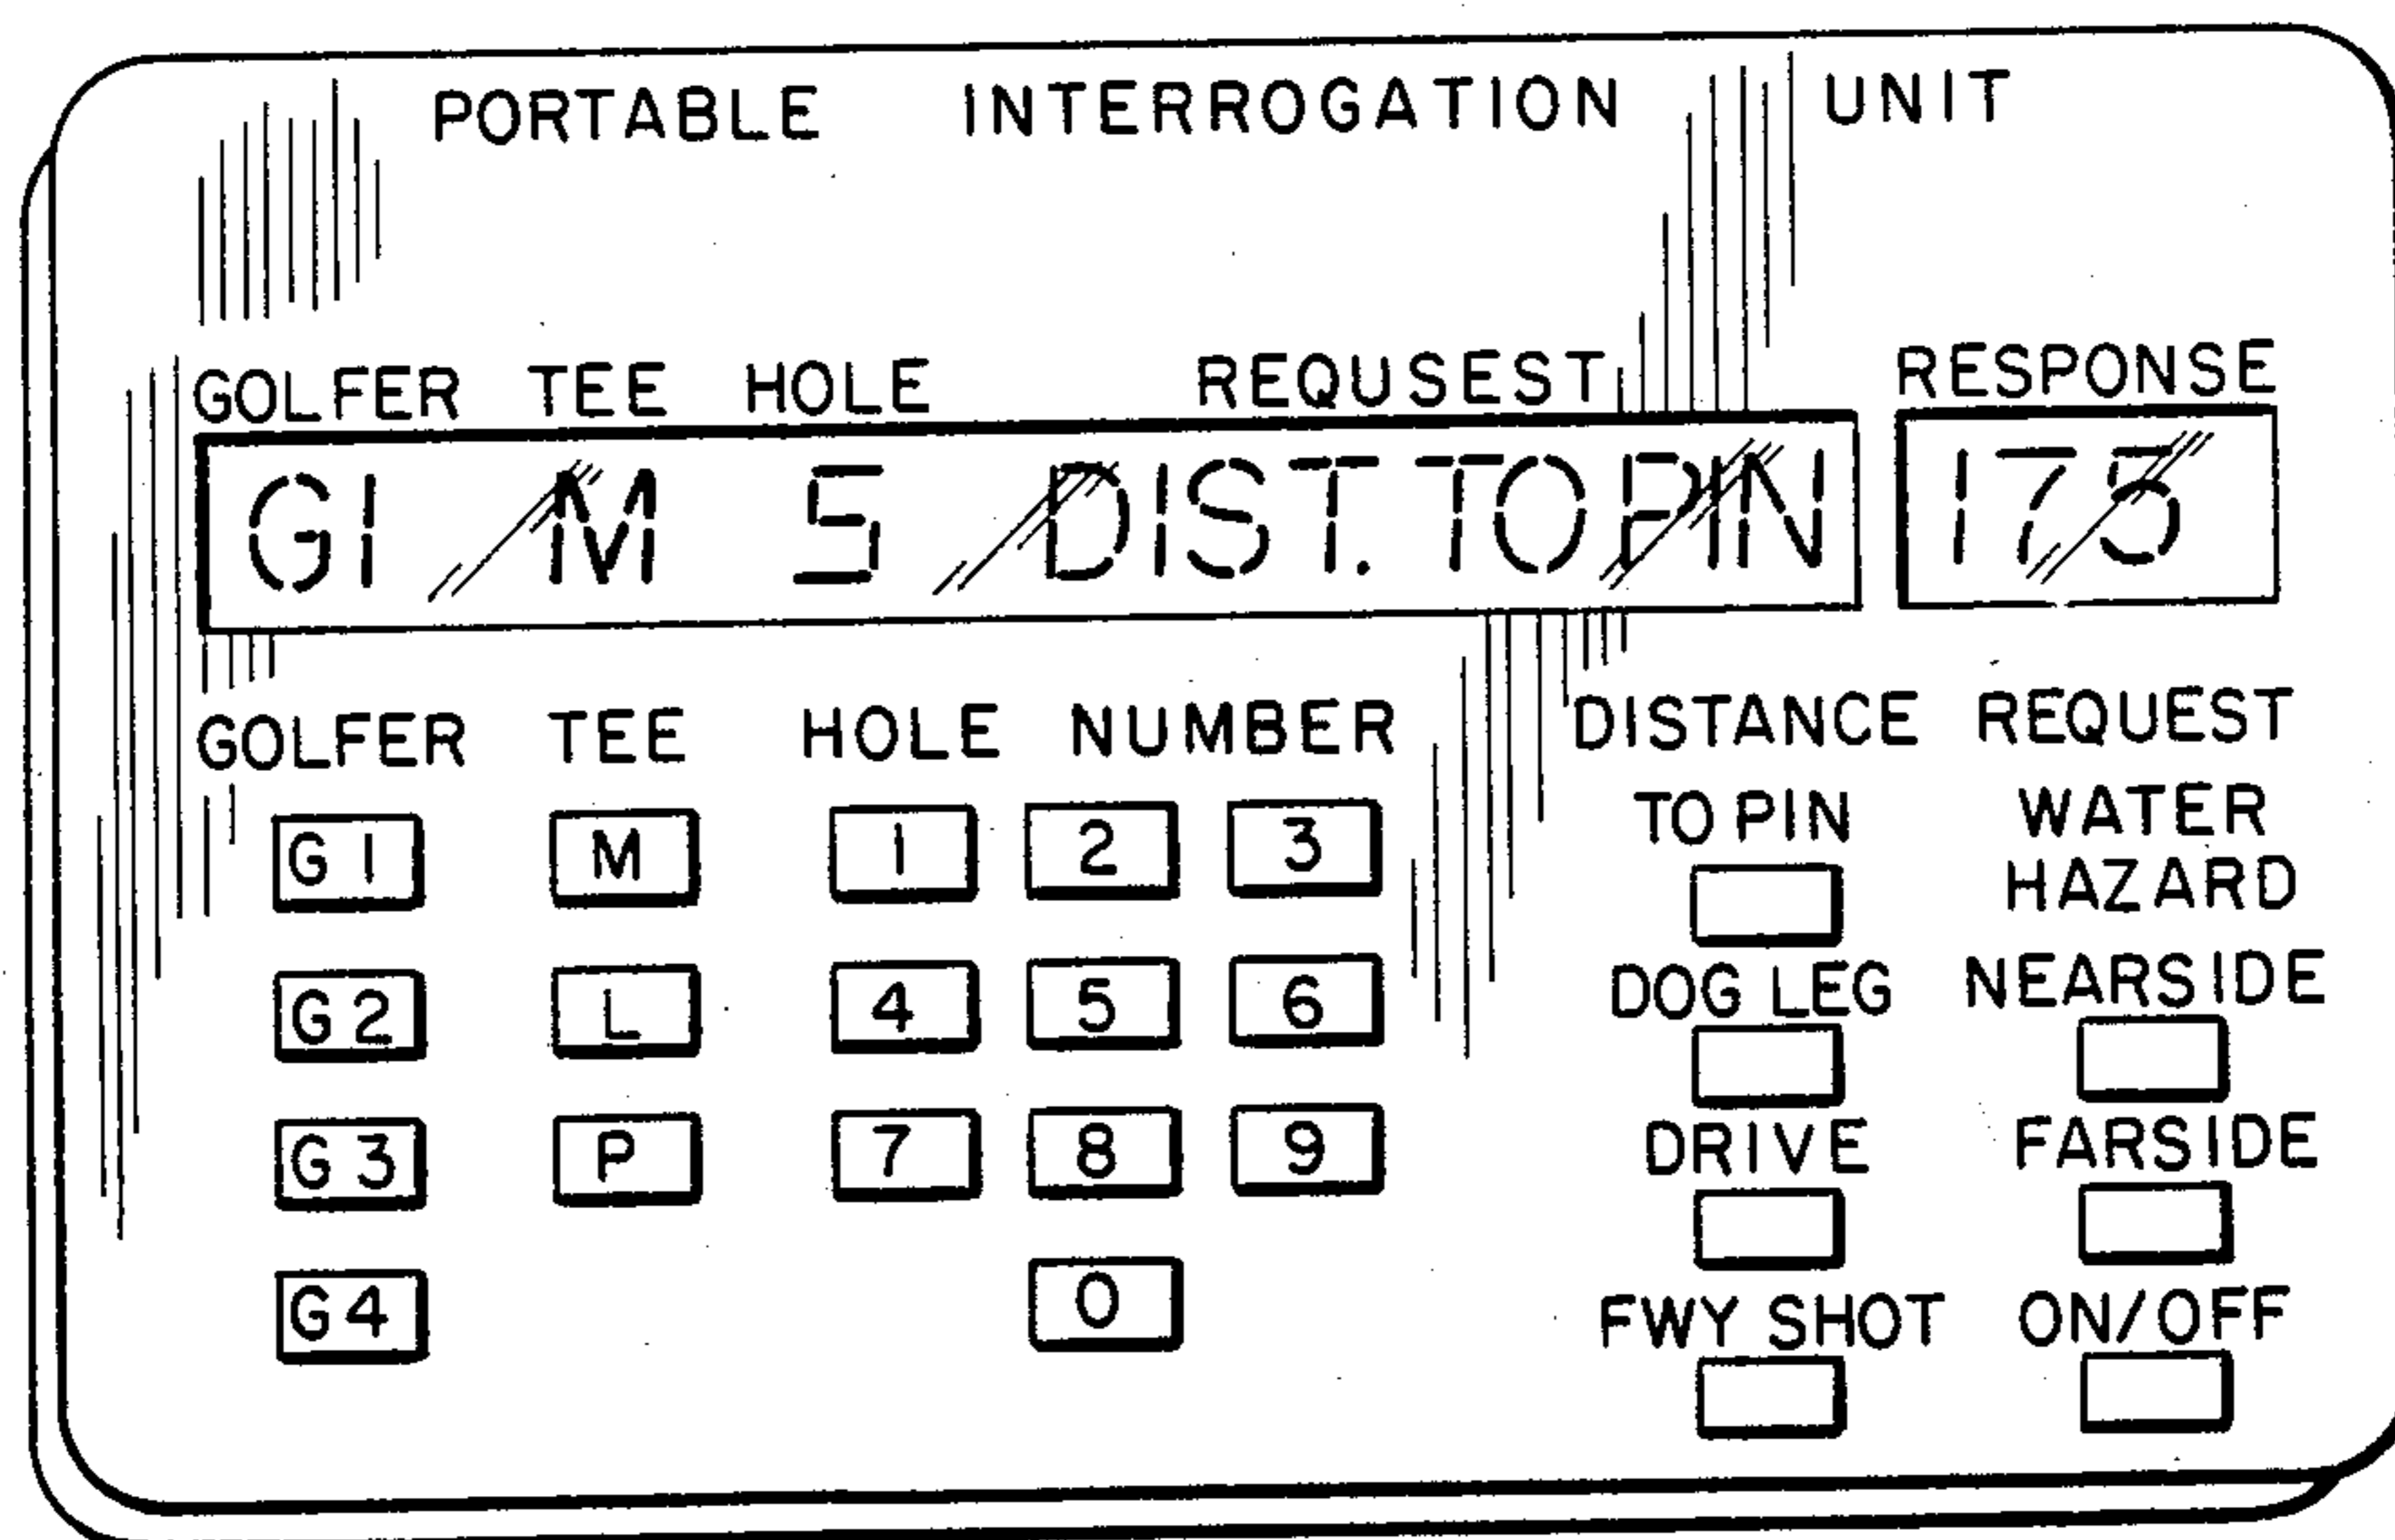 PORTABLE INTERROGATION UNIT
GOLFER TEE HOLE REQUSEST RESPONSE
G1 M 5 DIST. TO PIN 175
GOLFER TEE HOLE NUMBER DISTANCE REQUEST
TO PIN WATER HAZARD
G1 M 1 2 3
DOG LEG NEARSIDE
G2 L 4 5 6
DRIVE FARSIDE
G3 P 7 8 9
FWY SHOT ON/OFF
G4 0